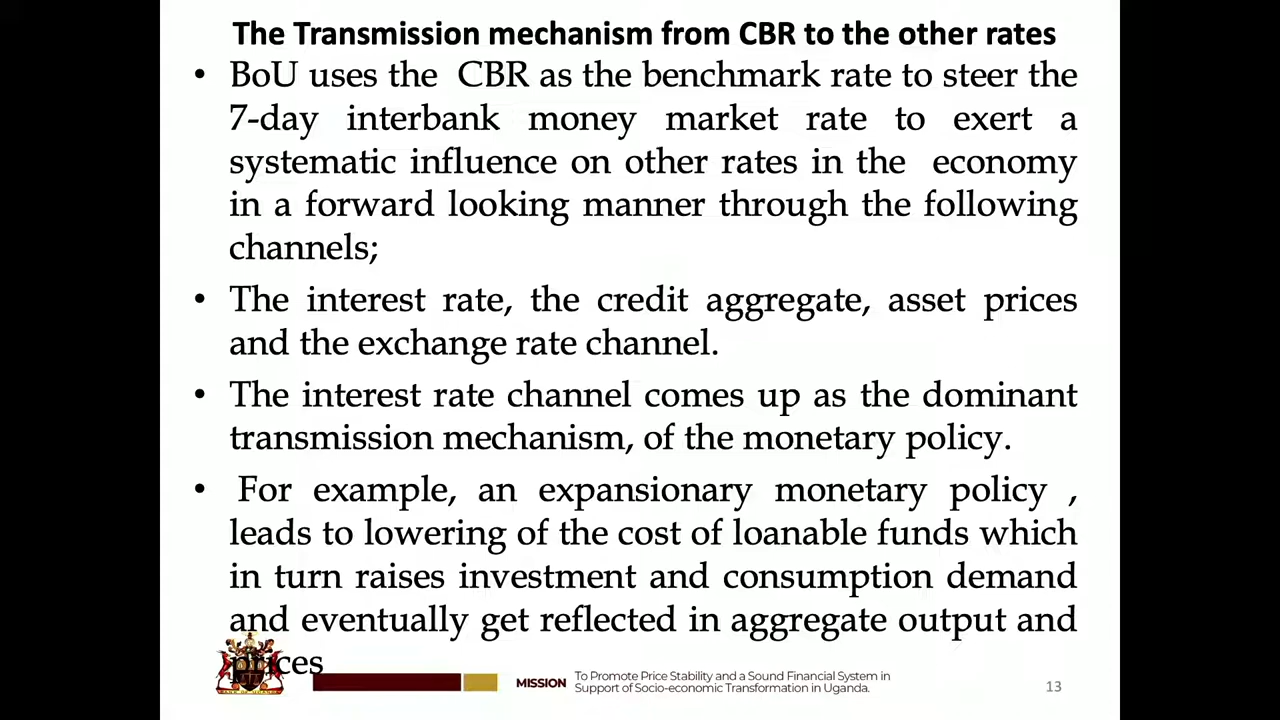 The Transmission mechanism from CBR to the other rates
• BoU uses the CBR as the benchmark rate to steer the
7-day interbank money market rate to exert a
systematic influence on other rates in the economy
in a forward looking manner through the following
channels;
• The interest rate, the credit aggregate, asset prices
and the exchange rate channel.
• The interest rate channel comes up as the dominant
transmission mechanism, of the monetary policy.
• For example, an expansionary monetary policy ,
leads to lowering of the cost of loanable funds which
in turn raises investment and consumption demand
and eventually get reflected in aggregate output and
prices
MISSION
To Promote Price Stability and a Sound Financial System in
Support of Socio-economic Transformation in Uganda.
13